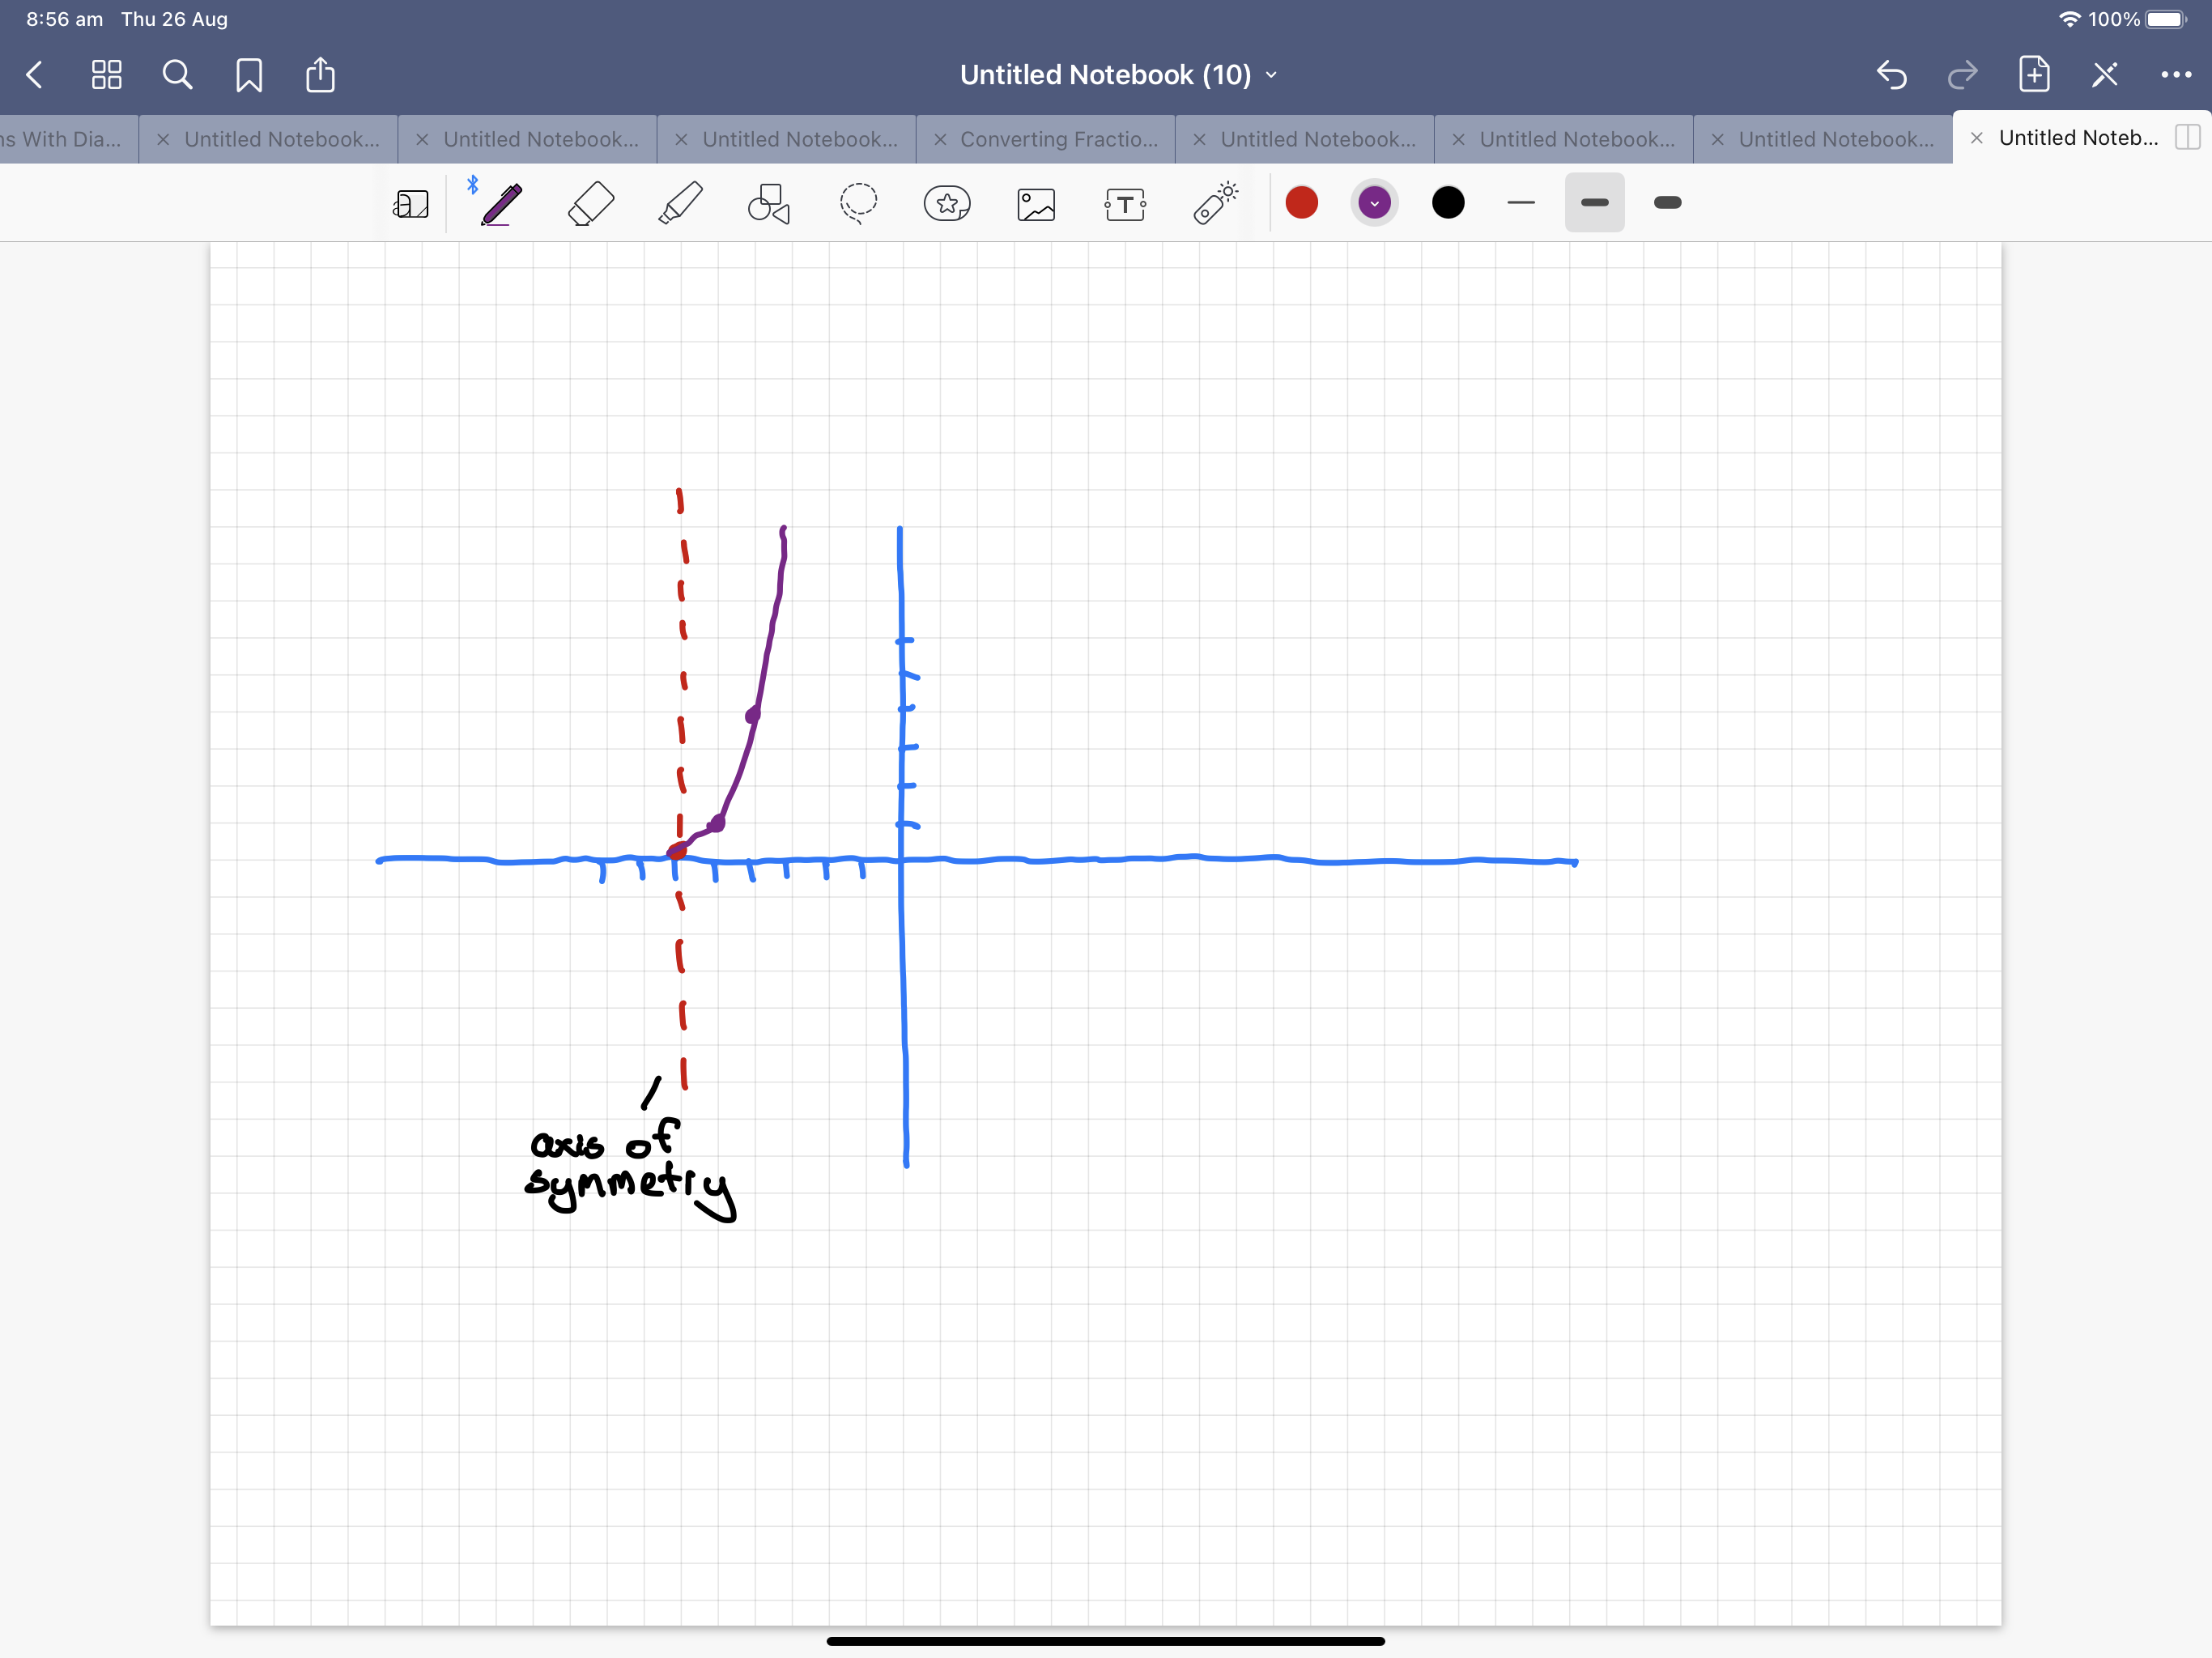 8:56 am Thu 26 Aug
100%
Untitled Notebook (10)
ns With Dia...
Untitled Notebook...
Untitled Notebook...
Untitled Notebook...
Converting Fractio...
Untitled Notebook...
Untitled Notebook...
Untitled Notebook...
Untitled Noteb...
axis of
symmetry